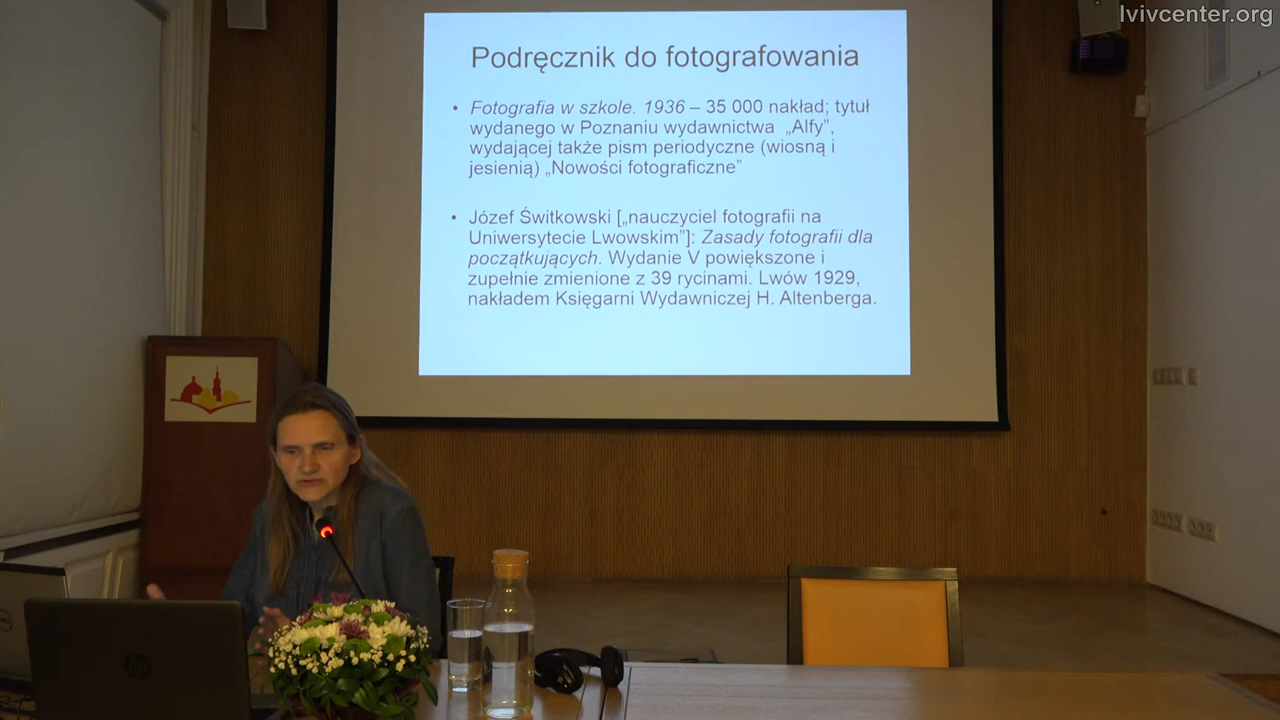 lvivcenter.org
Podręcznik do fotografowania
• Fotografia w szkole. 1936 – 35 000 nakład; tytuł
wydanego w Poznaniu wydawnictwa „Alfy”,
wydającej także pism periodyczne (wiosną i
jesienią) „Nowości fotograficzne”
• Józef Świtkowski [„nauczyciel fotografii na
Uniwersytecie Lwowskim”]: Zasady fotografii dla
początkujących. Wydanie V powiększone i
zupełnie zmienione z 39 rycinami. Lwów 1929,
nakładem Księgarni Wydawniczej H. Altenberga.
hp